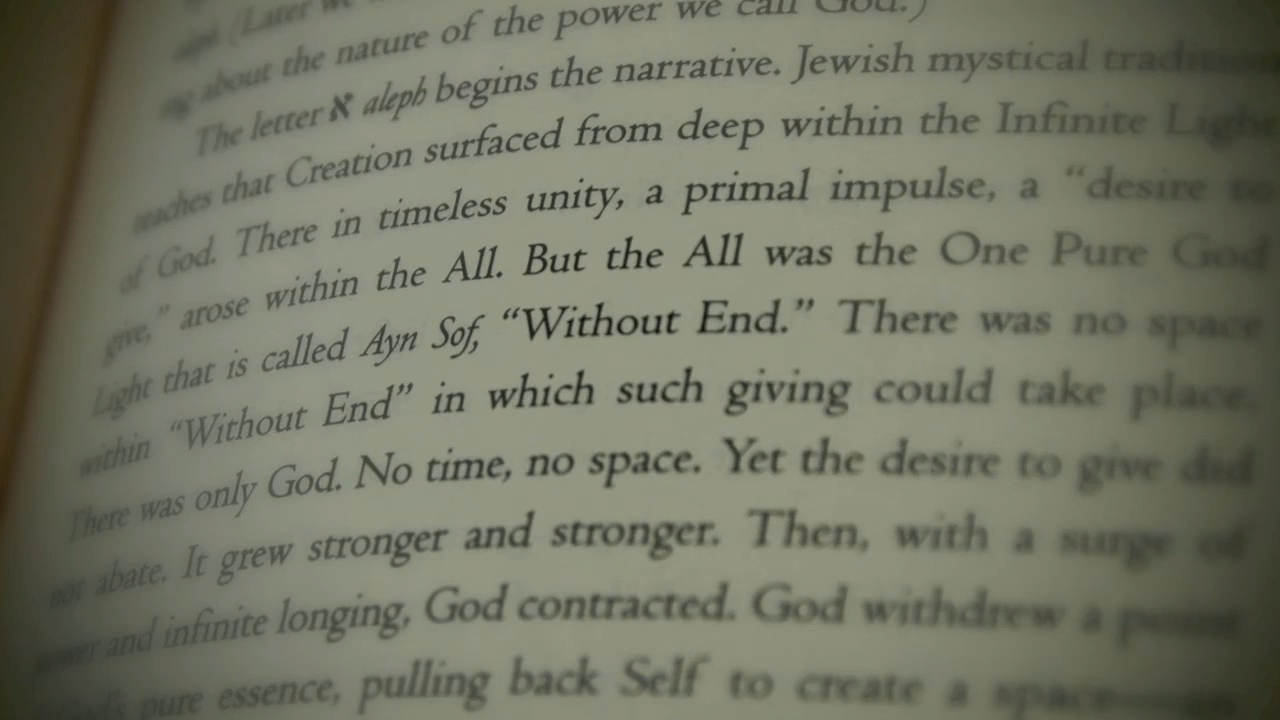 (Later we
about the nature of the power we call God.)
The letter א aleph begins the narrative. Jewish mystical tradition
teaches that Creation surfaced from deep within the Infinite Light
of God. There in timeless unity, a primal impulse, a “desire to
give,” arose within the All. But the All was the One Pure God
Light that is called Ayn Sof, “Without End.” There was no space
within “Without End” in which such giving could take place.
There was only God. No time, no space. Yet the desire to give did
not abate. It grew stronger and stronger. Then, with a surge of
power and infinite longing, God contracted. God withdrew a point
pure essence, pulling back Self to create a space—an